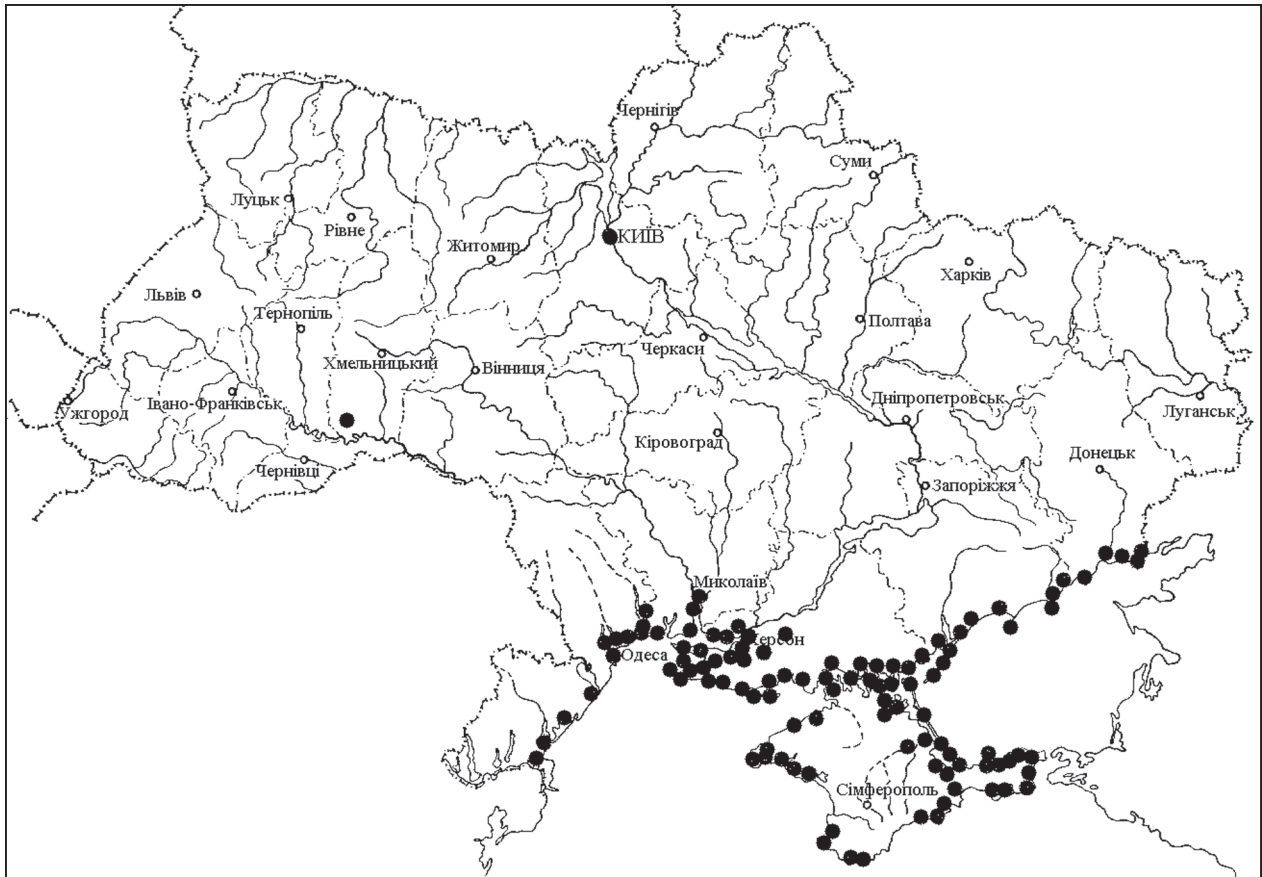 Чернігів
Суми
Луцьк
Рівне
КИЇВ
Житомир
Харків
Львів
Тернопіль
Полтава
Черкаси
Хмельницький
Вінниця
Ужгород
Івано-Франківськ
Дніпропетровськ
Луганськ
Кіровоград
Донецьк
Чернівці
Запоріжжя
Миколаїв
Херсон
Одеса
Сімферополь